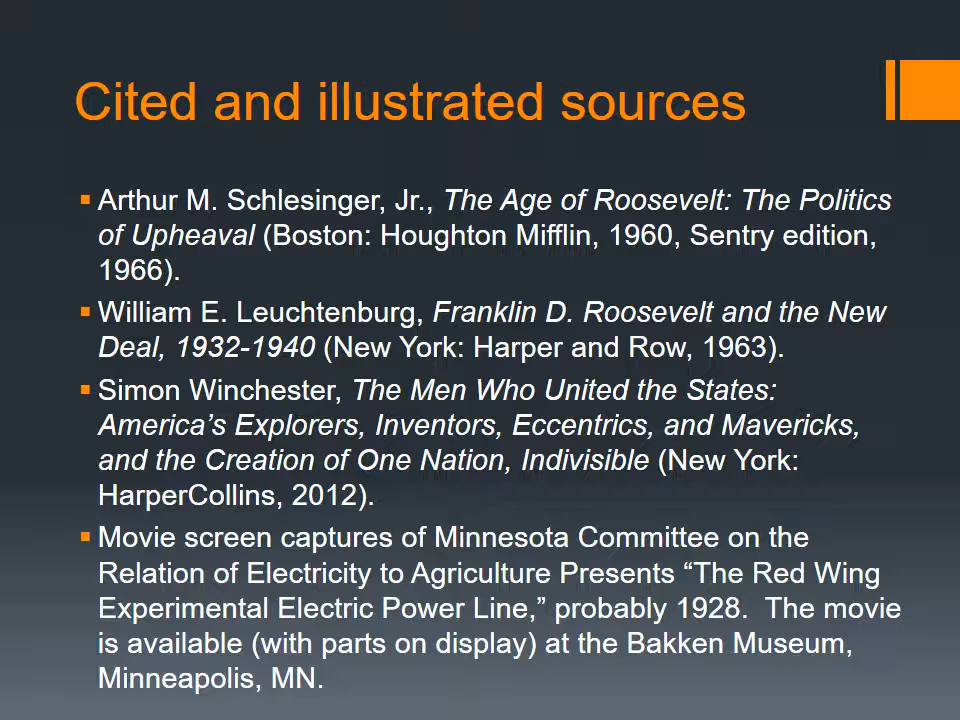 Cited and illustrated sources
Arthur M. Schlesinger, Jr., The Age of Roosevelt: The Politics
of Upheaval (Boston: Houghton Mifflin, 1960, Sentry edition,
1966).
William E. Leuchtenburg, Franklin D. Roosevelt and the New
Deal, 1932-1940 (New York: Harper and Row, 1963).
Simon Winchester, The Men Who United the States:
America’s Explorers, Inventors, Eccentrics, and Mavericks,
and the Creation of One Nation, Indivisible (New York:
HarperCollins, 2012).
Movie screen captures of Minnesota Committee on the
Relation of Electricity to Agriculture Presents “The Red Wing
Experimental Electric Power Line,” probably 1928.  The movie
is available (with parts on display) at the Bakken Museum,
Minneapolis, MN.